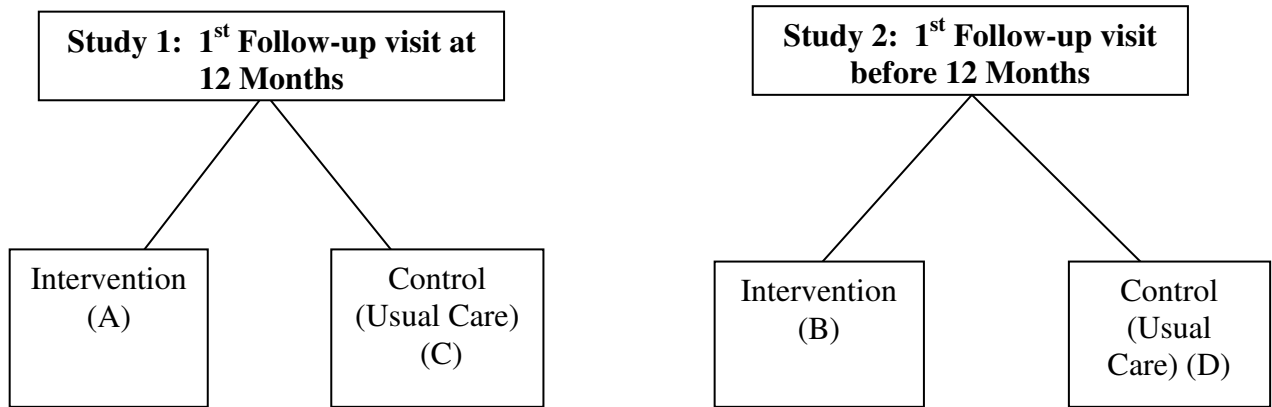 Study 1: 1st Follow-up visit at
12 Months
Study 2: 1st Follow-up visit
before 12 Months
Intervention
(A)
Control
(Usual Care)
(C)
Intervention
(B)
Control
(Usual
Care) (D)